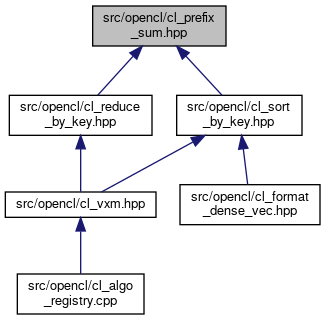 src/opencl/cl_prefix
_sum.hpp
src/opencl/cl_reduce
_by_key.hpp
src/opencl/cl_sort
_by_key.hpp
src/opencl/cl_vxm.hpp
src/opencl/cl_format
_dense_vec.hpp
src/opencl/cl_algo
_registry.cpp